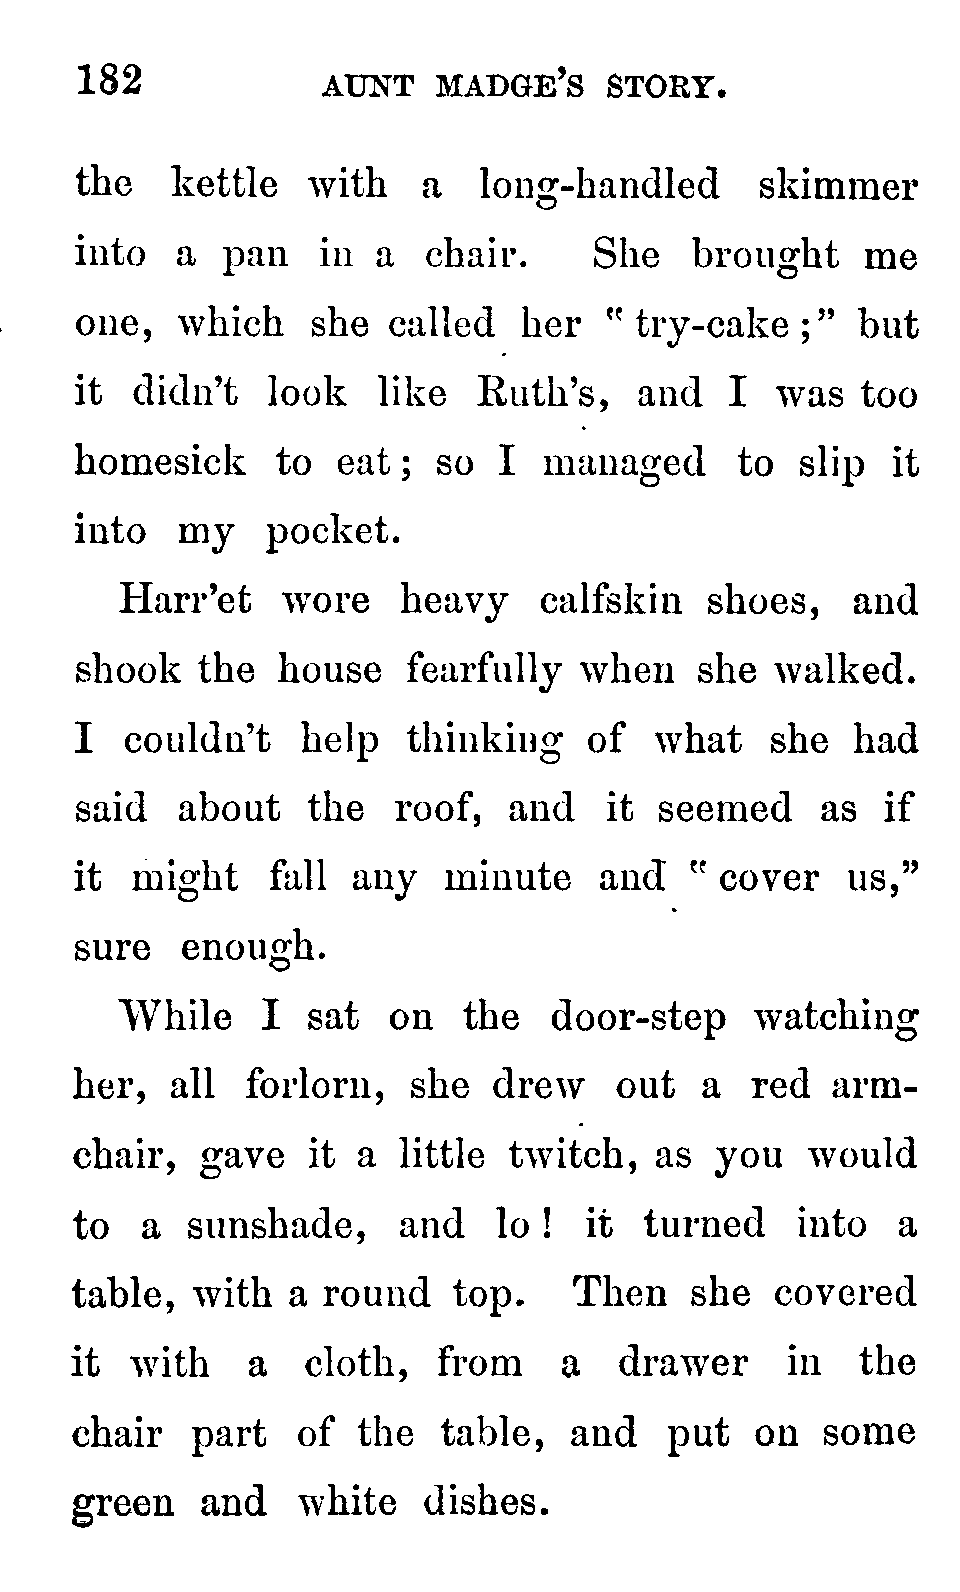 182 AUNT MADGE'S STORY.
the kettle with a long-handled skimmer
into a pan in a chair. She brought me
one, which she called her "try-cake;" but
it didn't look like Ruth's, and I was too
homesick to eat; so I managed to slip it
into my pocket.
Harr'et wore heavy calfskin shoes, and
shook the house fearfully when she walked.
I couldn't help thinking of what she had
said about the roof, and it seemed as if
it might fall any minute and "cover us,"
sure enough.
While I sat on the door-step watching
her, all forlorn, she drew out a red arm-
chair, gave it a little twitch, as you would
to a sunshade, and lo! it turned into a
table, with a round top. Then she covered
it with a cloth, from a drawer in the
chair part of the table, and put on some
green and white dishes.